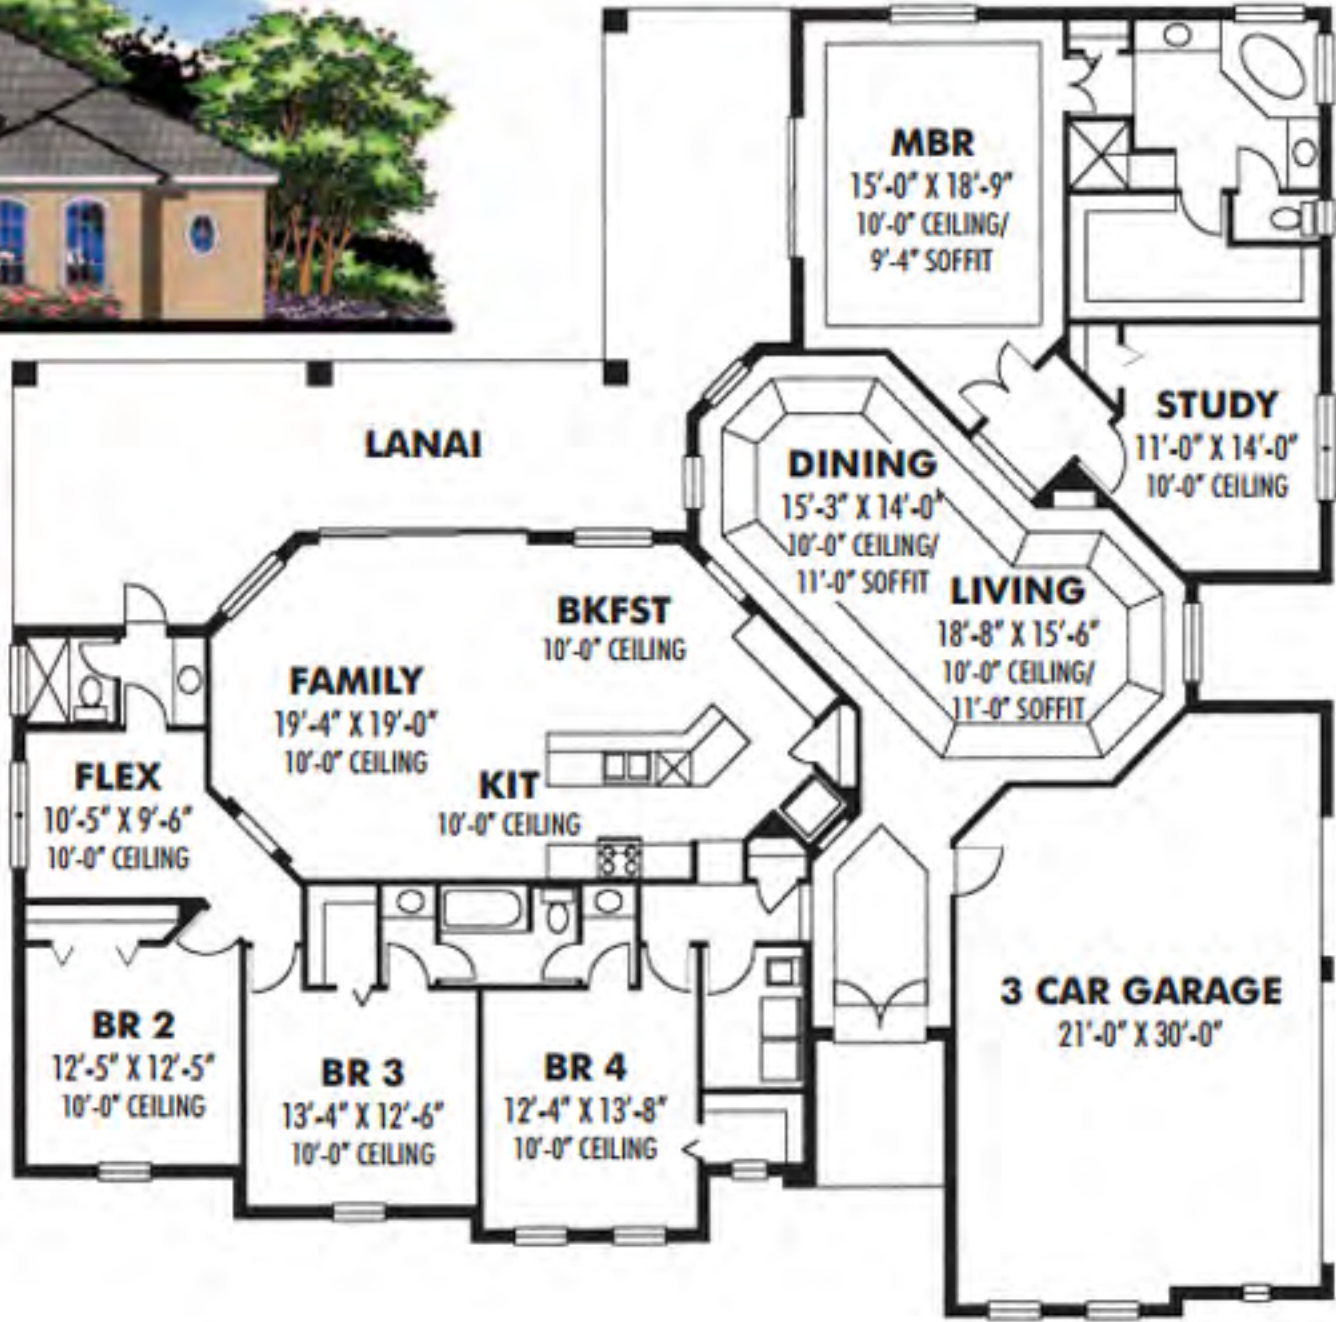 MBR
15'-0" X 18'-9"
10'-0" CEILING/
9'-4" SOFFIT
STUDY
11'-0" X 14'-0"
10'-0" CEILING
LANAI
DINING
15'-3" X 14'-0"
10'-0" CEILING/
11'-0" SOFFIT
LIVING
18'-8" X 15'-6"
10'-0" CEILING/
11'-0" SOFFIT
BKFST
10'-0" CEILING
FAMILY
19'-4" X 19'-0"
10'-0" CEILING
KIT
10'-0" CEILING
FLEX
10'-5" X 9'-6"
10'-0" CEILING
3 CAR GARAGE
21'-0" X 30'-0"
BR 2
12'-5" X 12'-5"
10'-0" CEILING
BR 3
13'-4" X 12'-6"
10'-0" CEILING
BR 4
12'-4" X 13'-8"
10'-0" CEILING